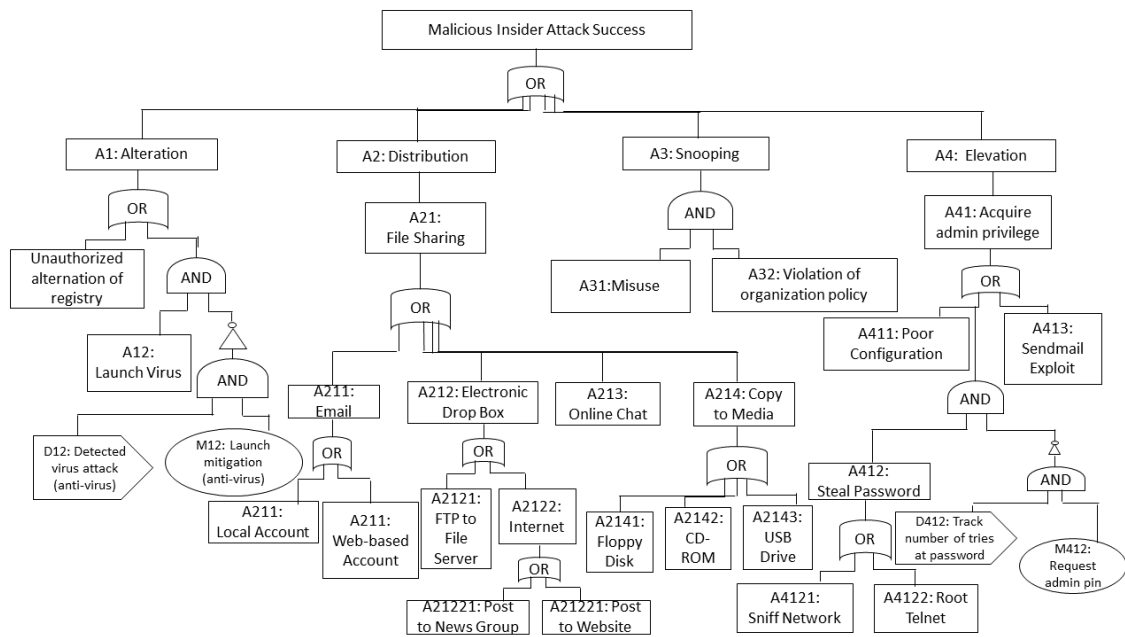 Malicious Insider Attack Success
OR
A1: Alteration
A2: Distribution
A3: Snooping
A4: Elevation
OR
Unauthorized
alternation of
registry
AND
A12:
Launch Virus
AND
D12: Detected
virus attack
(anti-virus)
M12: Launch
mitigation
(anti-virus)
A21:
File Sharing
OR
A211:
Email
OR
A211:
Local Account
A211:
Web-based
Account
A212: Electronic
Drop Box
OR
A2121:
FTP to
File
Server
A2122:
Internet
OR
A21221: Post
to News Group
A21221: Post
to Website
A213:
Online Chat
A214: Copy
to Media
OR
A2141:
Floppy
Disk
A2142:
CD-
ROM
A2143:
USB
Drive
AND
A31:Misuse
A32: Violation of
organization policy
A41: Acquire
admin privilege
OR
A411: Poor
Configuration
A413:
Sendmail
Exploit
AND
A412:
Steal Password
OR
A4121:
Sniff Network
A4122: Root
Telnet
AND
D412: Track
number of tries
at password
M412:
Request
admin pin